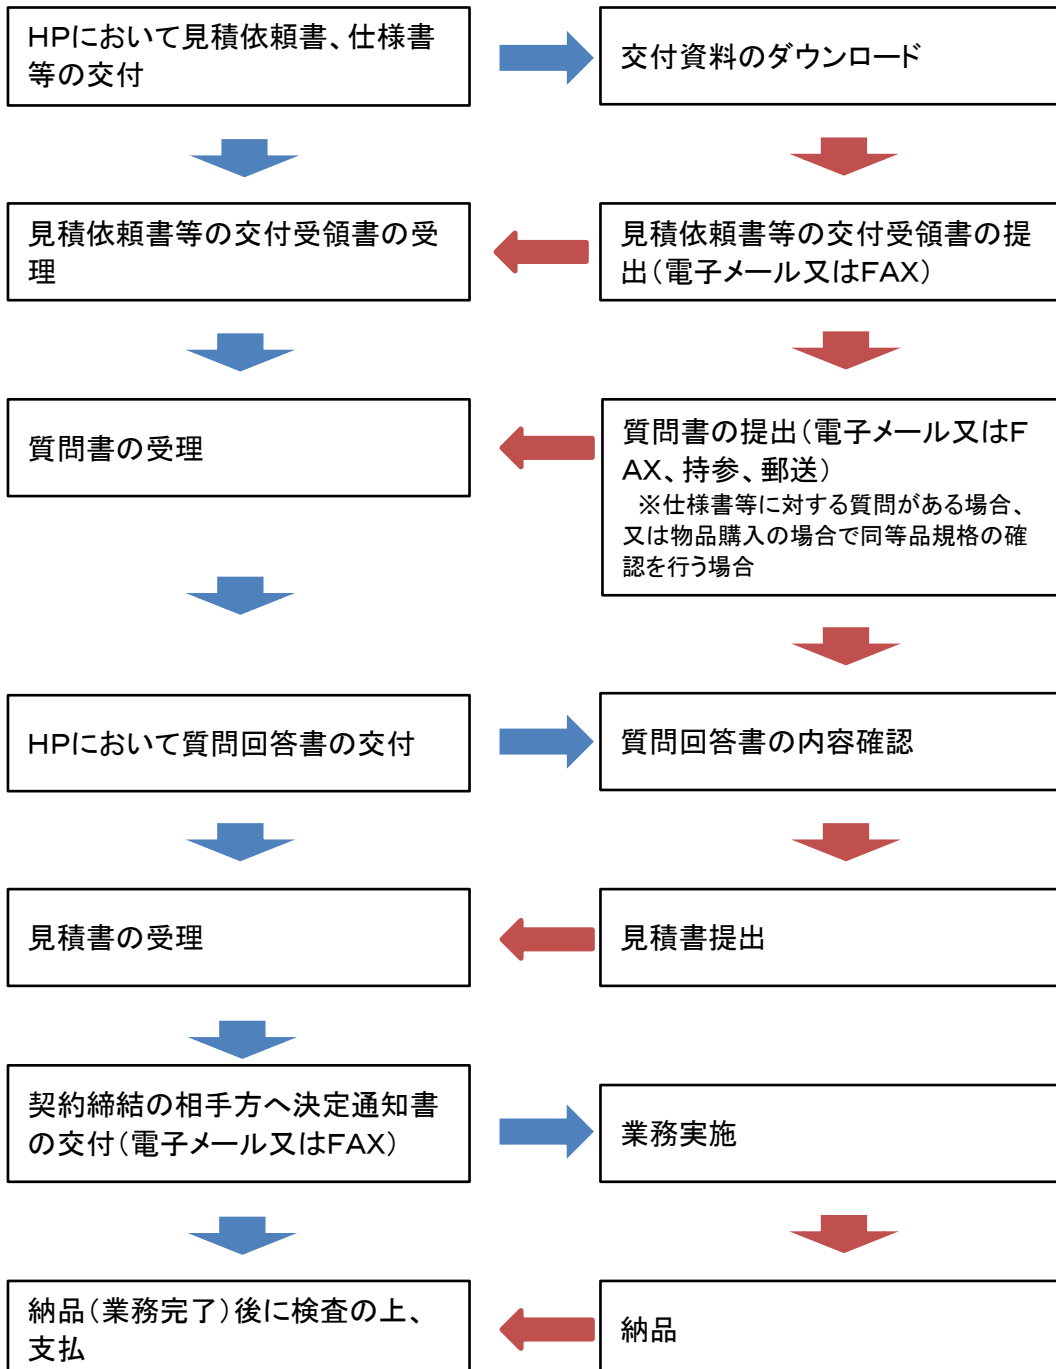 HPにおいて見積依頼書、仕様書
等の交付
交付資料のダウンロード
見積依頼書等の交付受領書の受
理
見積依頼書等の交付受領書の提
出（電子メール又はFAX）
質問書の受理
質問書の提出（電子メール又はF
AX、持参、郵送）
※仕様書等に対する質問がある場合、
又は物品購入の場合で同等品規格の確
認を行う場合
HPにおいて質問回答書の交付
質問回答書の内容確認
見積書の受理
見積書提出
契約締結の相手方へ決定通知書
の交付（電子メール又はFAX）
業務実施
納品（業務完了）後に検査の上、
支払
納品